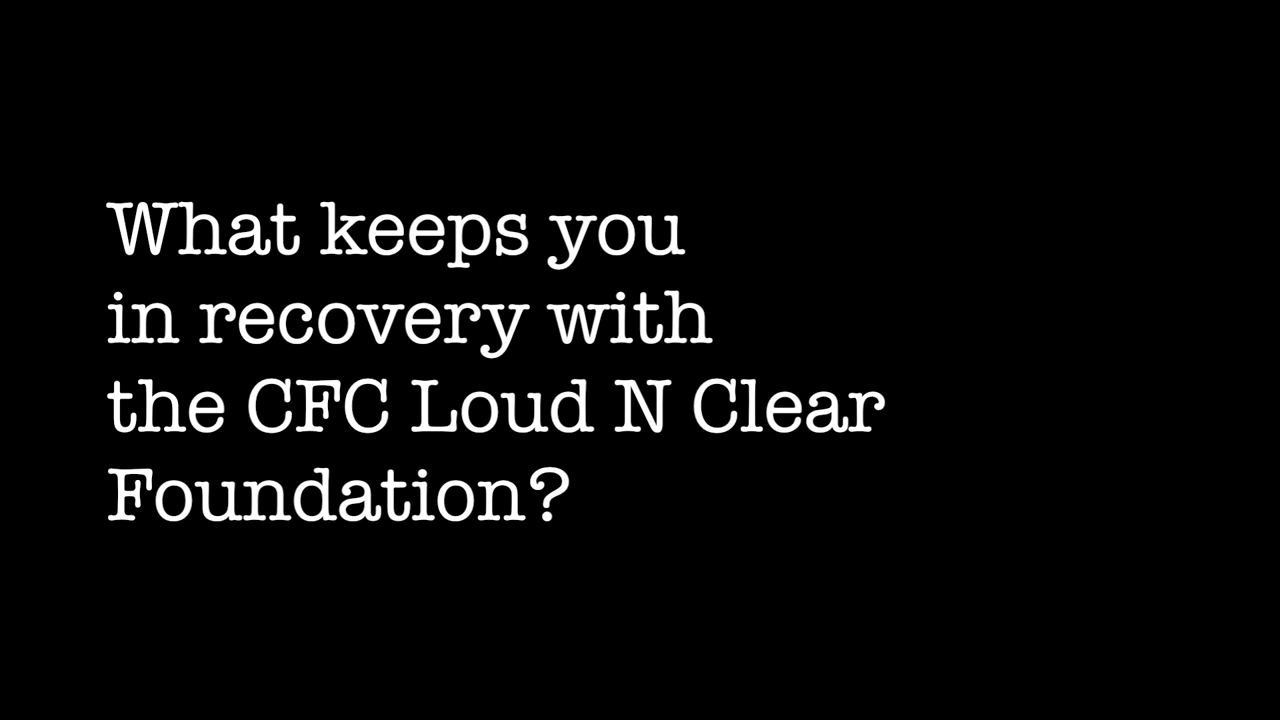 What keeps you
in recovery with
the CFC Loud N Clear
Foundation?